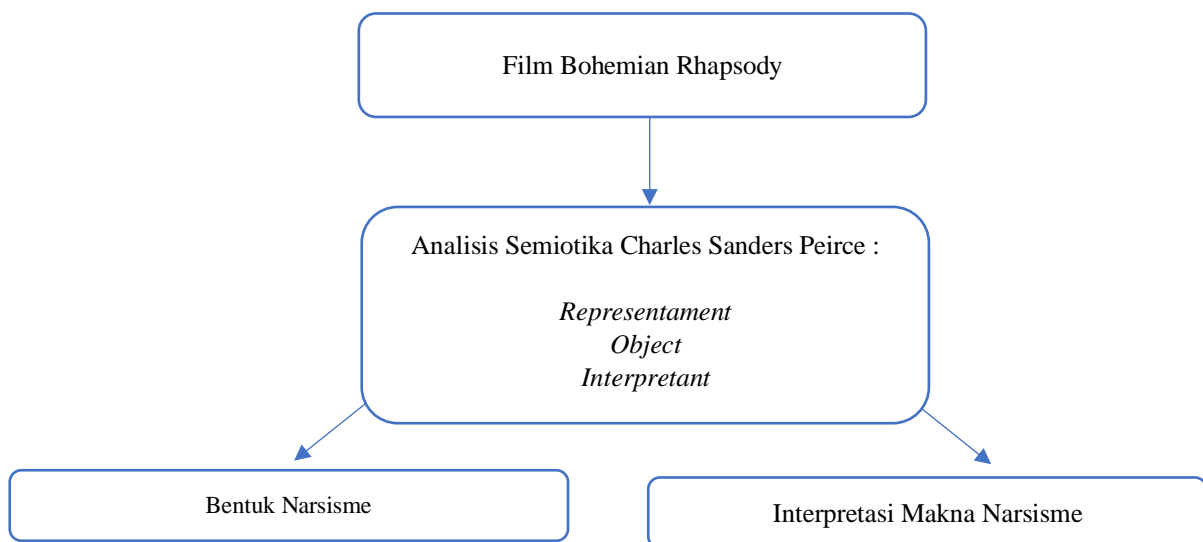 Film Bohemian Rhapsody
Analisis Semiotika Charles Sanders Peirce :
Representament
Object
Interpretant
Bentuk Narsisme
Interpretasi Makna Narsisme